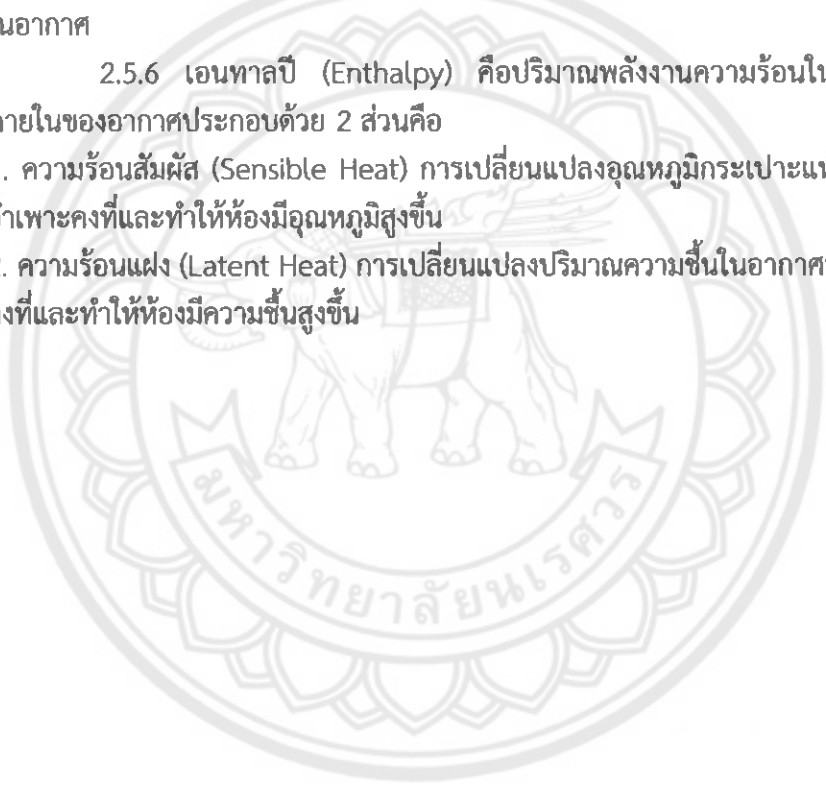 นอากาศ
2.5.6 เอนทาลปี (Enthalpy) คือปริมาณพลังงานความร้อนใน
ายในของอากาศประกอบด้วย 2 ส่วนคือ
. ความร้อนสัมผัส (Sensible Heat) การเปลี่ยนแปลงอุณหภูมิกระเปาะแห
จำเพาะคงที่และทำให้ห้องมีอุณหภูมิสูงขึ้น
. ความร้อนแฝง (Latent Heat) การเปลี่ยนแปลงปริมาณความชื้นในอากาศ
งที่และทำให้ห้องมีความชื้นสูงขึ้น
มหาวิทยาลัยนเรศวร